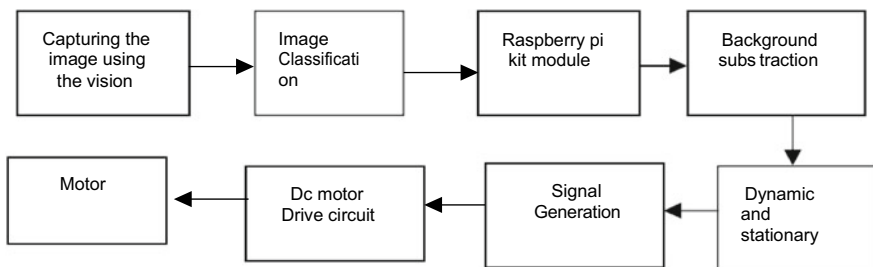 Capturing the
image using
the vision
Image
Classificati
on
Raspberry pi
kit module
Background
subs traction
Motor
Dc motor
Drive circuit
Signal
Generation
Dynamic
and
stationary